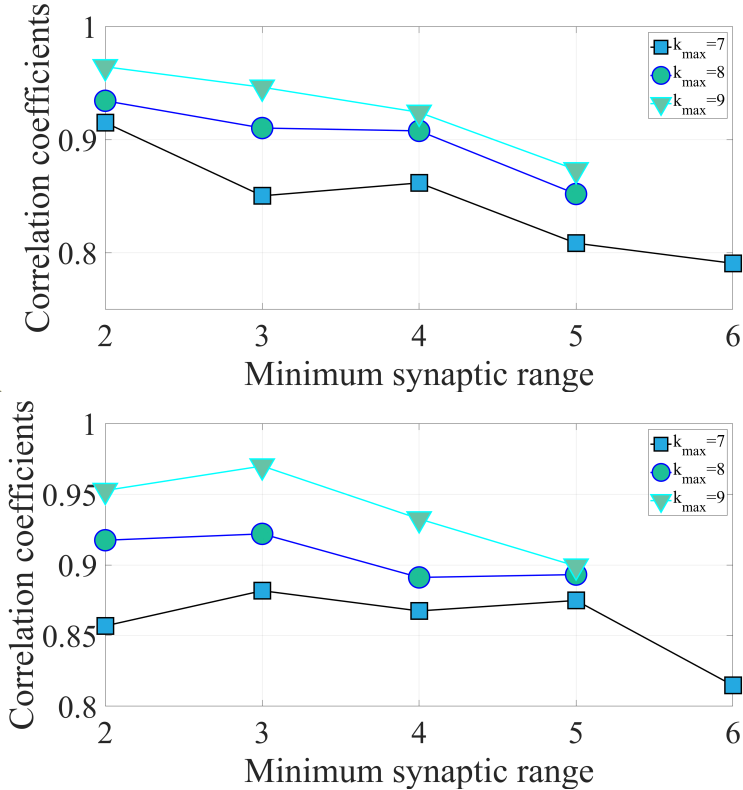 Correlation coefficients
1
0.9
0.8
k_max=7
k_max=8
k_max=9
2 3 4 5 6
Minimum synaptic range
Correlation coefficients
1
0.95
0.9
0.85
0.8
k_max=7
k_max=8
k_max=9
2 3 4 5 6
Minimum synaptic range